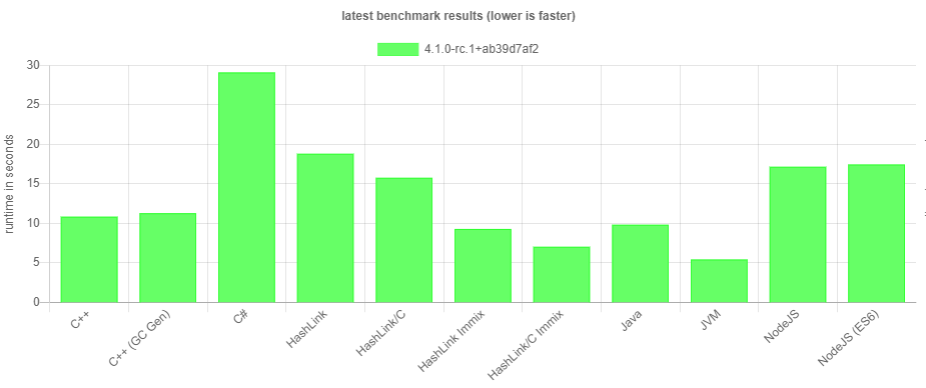 latest benchmark results (lower is faster)
4.1.0-rc.1+ab39d7af2
runtime in seconds
30
25
20
15
10
5
0
C++
C++ (GC Gen)
C#
HashLink
HashLink/C
HashLink Immix
HashLink/C Immix
Java
JVM
NodeJS
NodeJS (ES6)